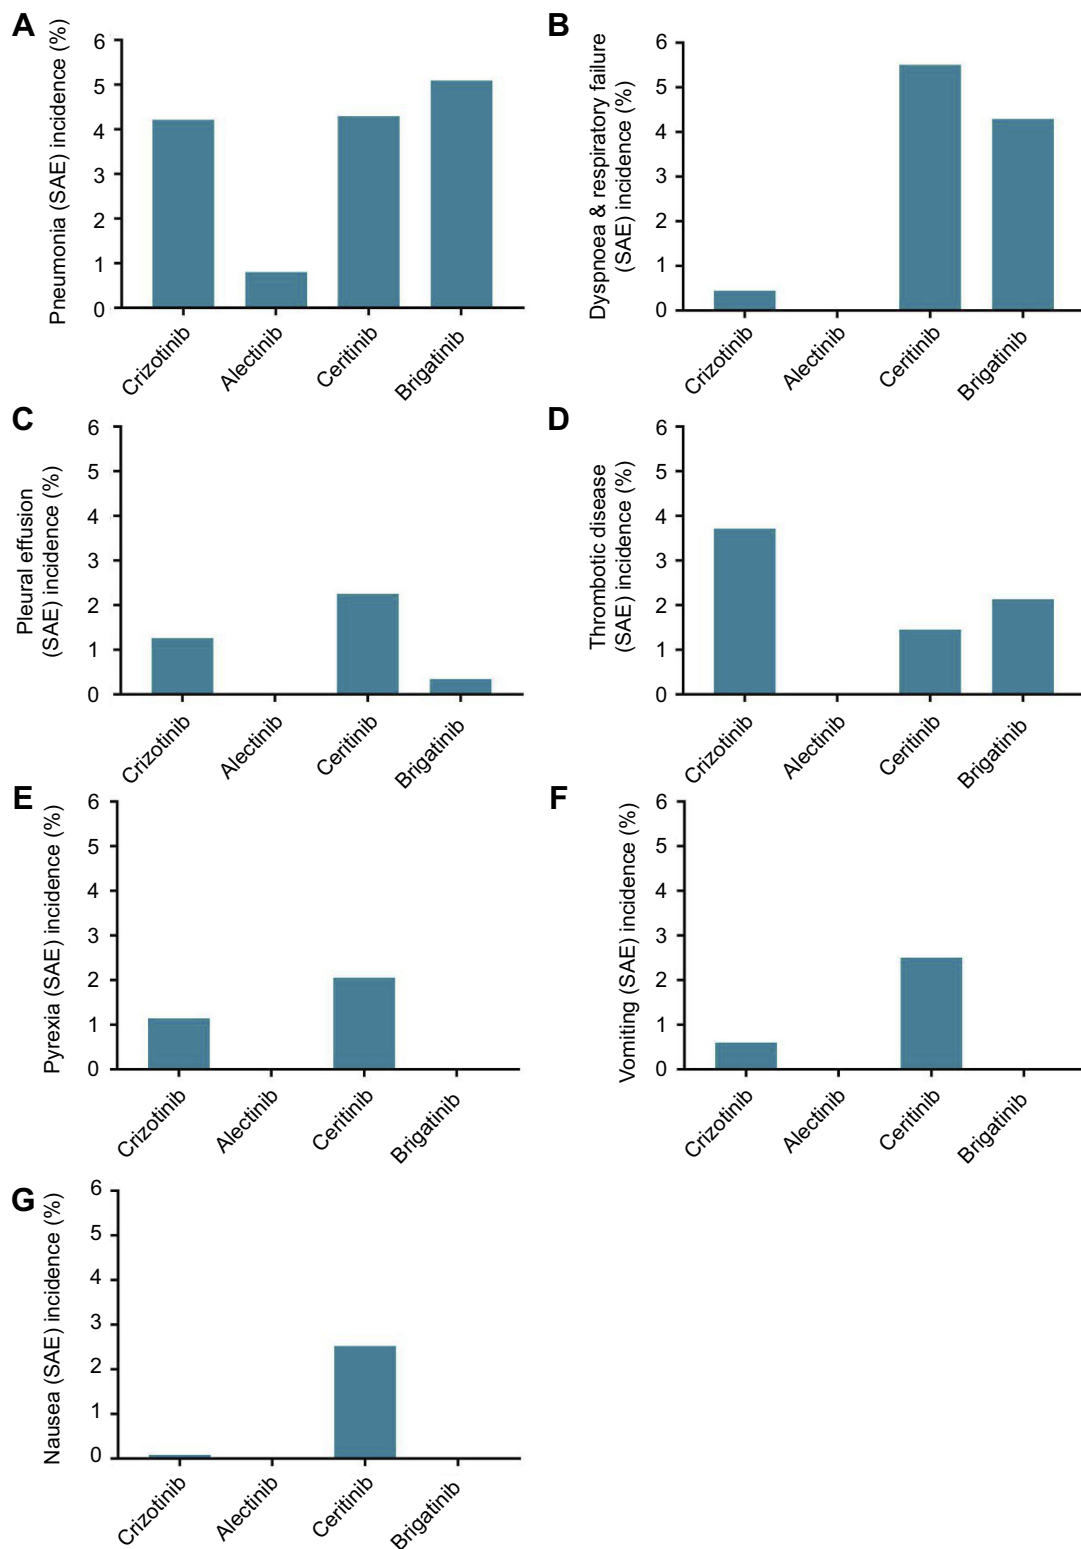 A
Pneumonia (SAE) incidence (%)
6
5
4
3
2
1
0
Crizotinib
Alectinib
Ceritinib
Brigatinib
B
Dyspnoea & respiratory failure
(SAE) incidence (%)
6
5
4
3
2
1
0
Crizotinib
Alectinib
Ceritinib
Brigatinib
C
Pleural effusion
(SAE) incidence (%)
6
5
4
3
2
1
0
Crizotinib
Alectinib
Ceritinib
Brigatinib
D
Thrombotic disease
(SAE) incidence (%)
6
5
4
3
2
1
0
Crizotinib
Alectinib
Ceritinib
Brigatinib
E
Pyrexia (SAE) incidence (%)
6
5
4
3
2
1
0
Crizotinib
Alectinib
Ceritinib
Brigatinib
F
Vomiting (SAE) incidence (%)
6
5
4
3
2
1
0
Crizotinib
Alectinib
Ceritinib
Brigatinib
G
Nausea (SAE) incidence (%)
6
5
4
3
2
1
0
Crizotinib
Alectinib
Ceritinib
Brigatinib